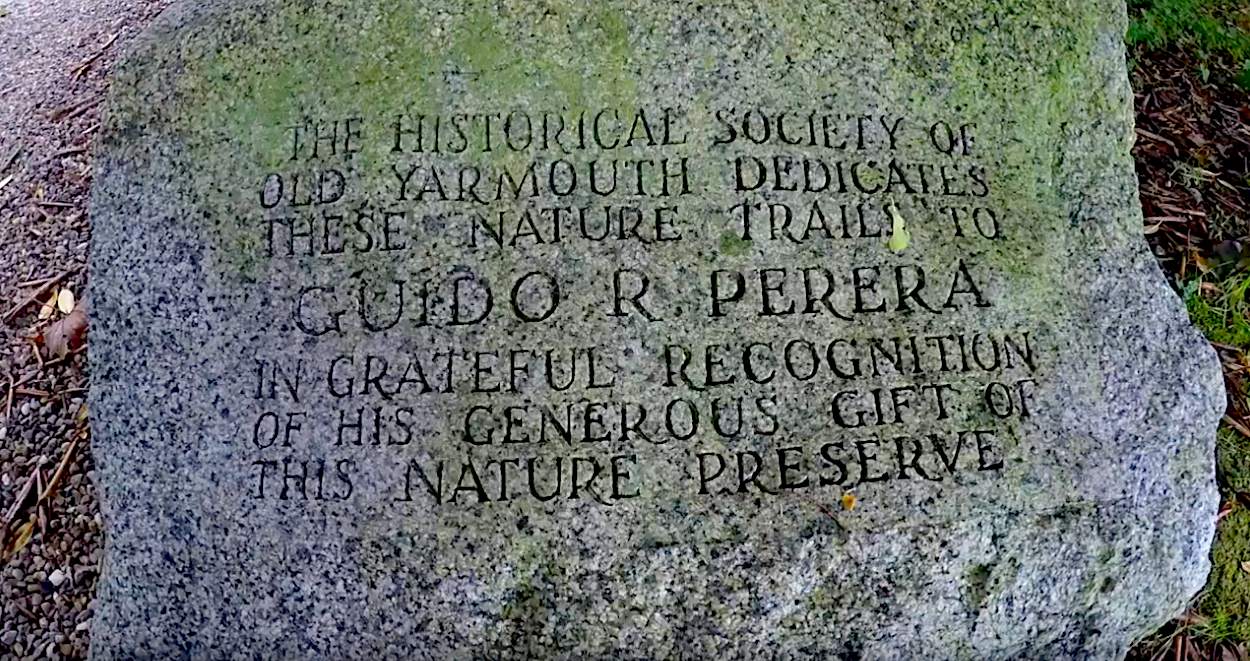 THE HISTORICAL SOCIETY OF
OLD YARMOUTH DEDICATES
THESE NATURE TRAILS TO
GUIDO R. PERERA
IN GRATEFUL RECOGNITION
OF HIS GENEROUS GIFT OF
THIS NATURE PRESERVE